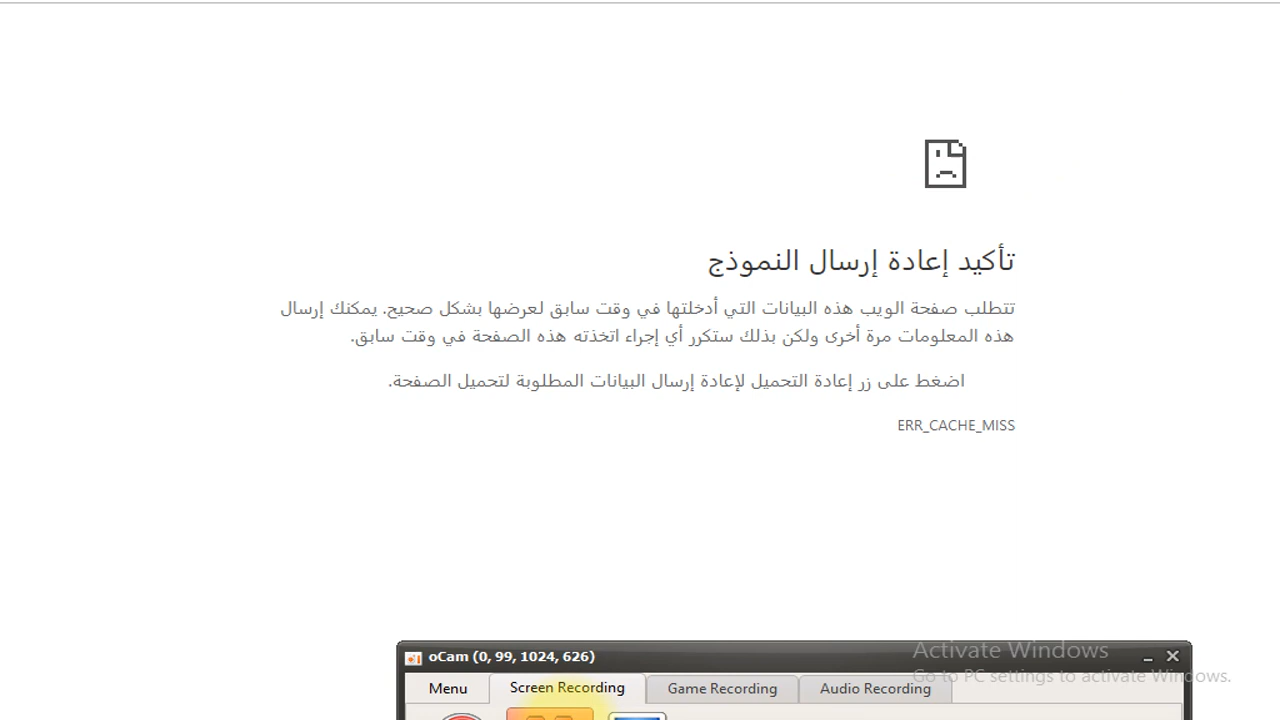 تأكيد إعادة إرسال النموذج
تتطلب صفحة الويب هذه البيانات التي أدخلتها في وقت سابق لعرضها بشكل صحيح. يمكنك إرسال
هذه المعلومات مرة أخرى ولكن بذلك ستكرر أي إجراء اتخذته هذه الصفحة في وقت سابق.
اضغط على زر إعادة التحميل لإعادة إرسال البيانات المطلوبة لتحميل الصفحة.
ERR_CACHE_MISS
Activate Windows
Go to PC settings to activate Windows.
oCam (0, 99, 1024, 626)
Menu Screen Recording Game Recording Audio Recording